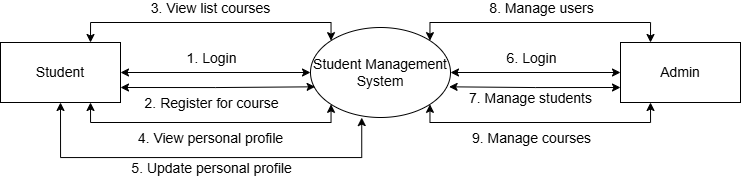 3. View list courses
8. Manage users
1. Login
6. Login
Student
Student Management
System
Admin
2. Register for course
7. Manage students
4. View personal profile
9. Manage courses
5. Update personal profile